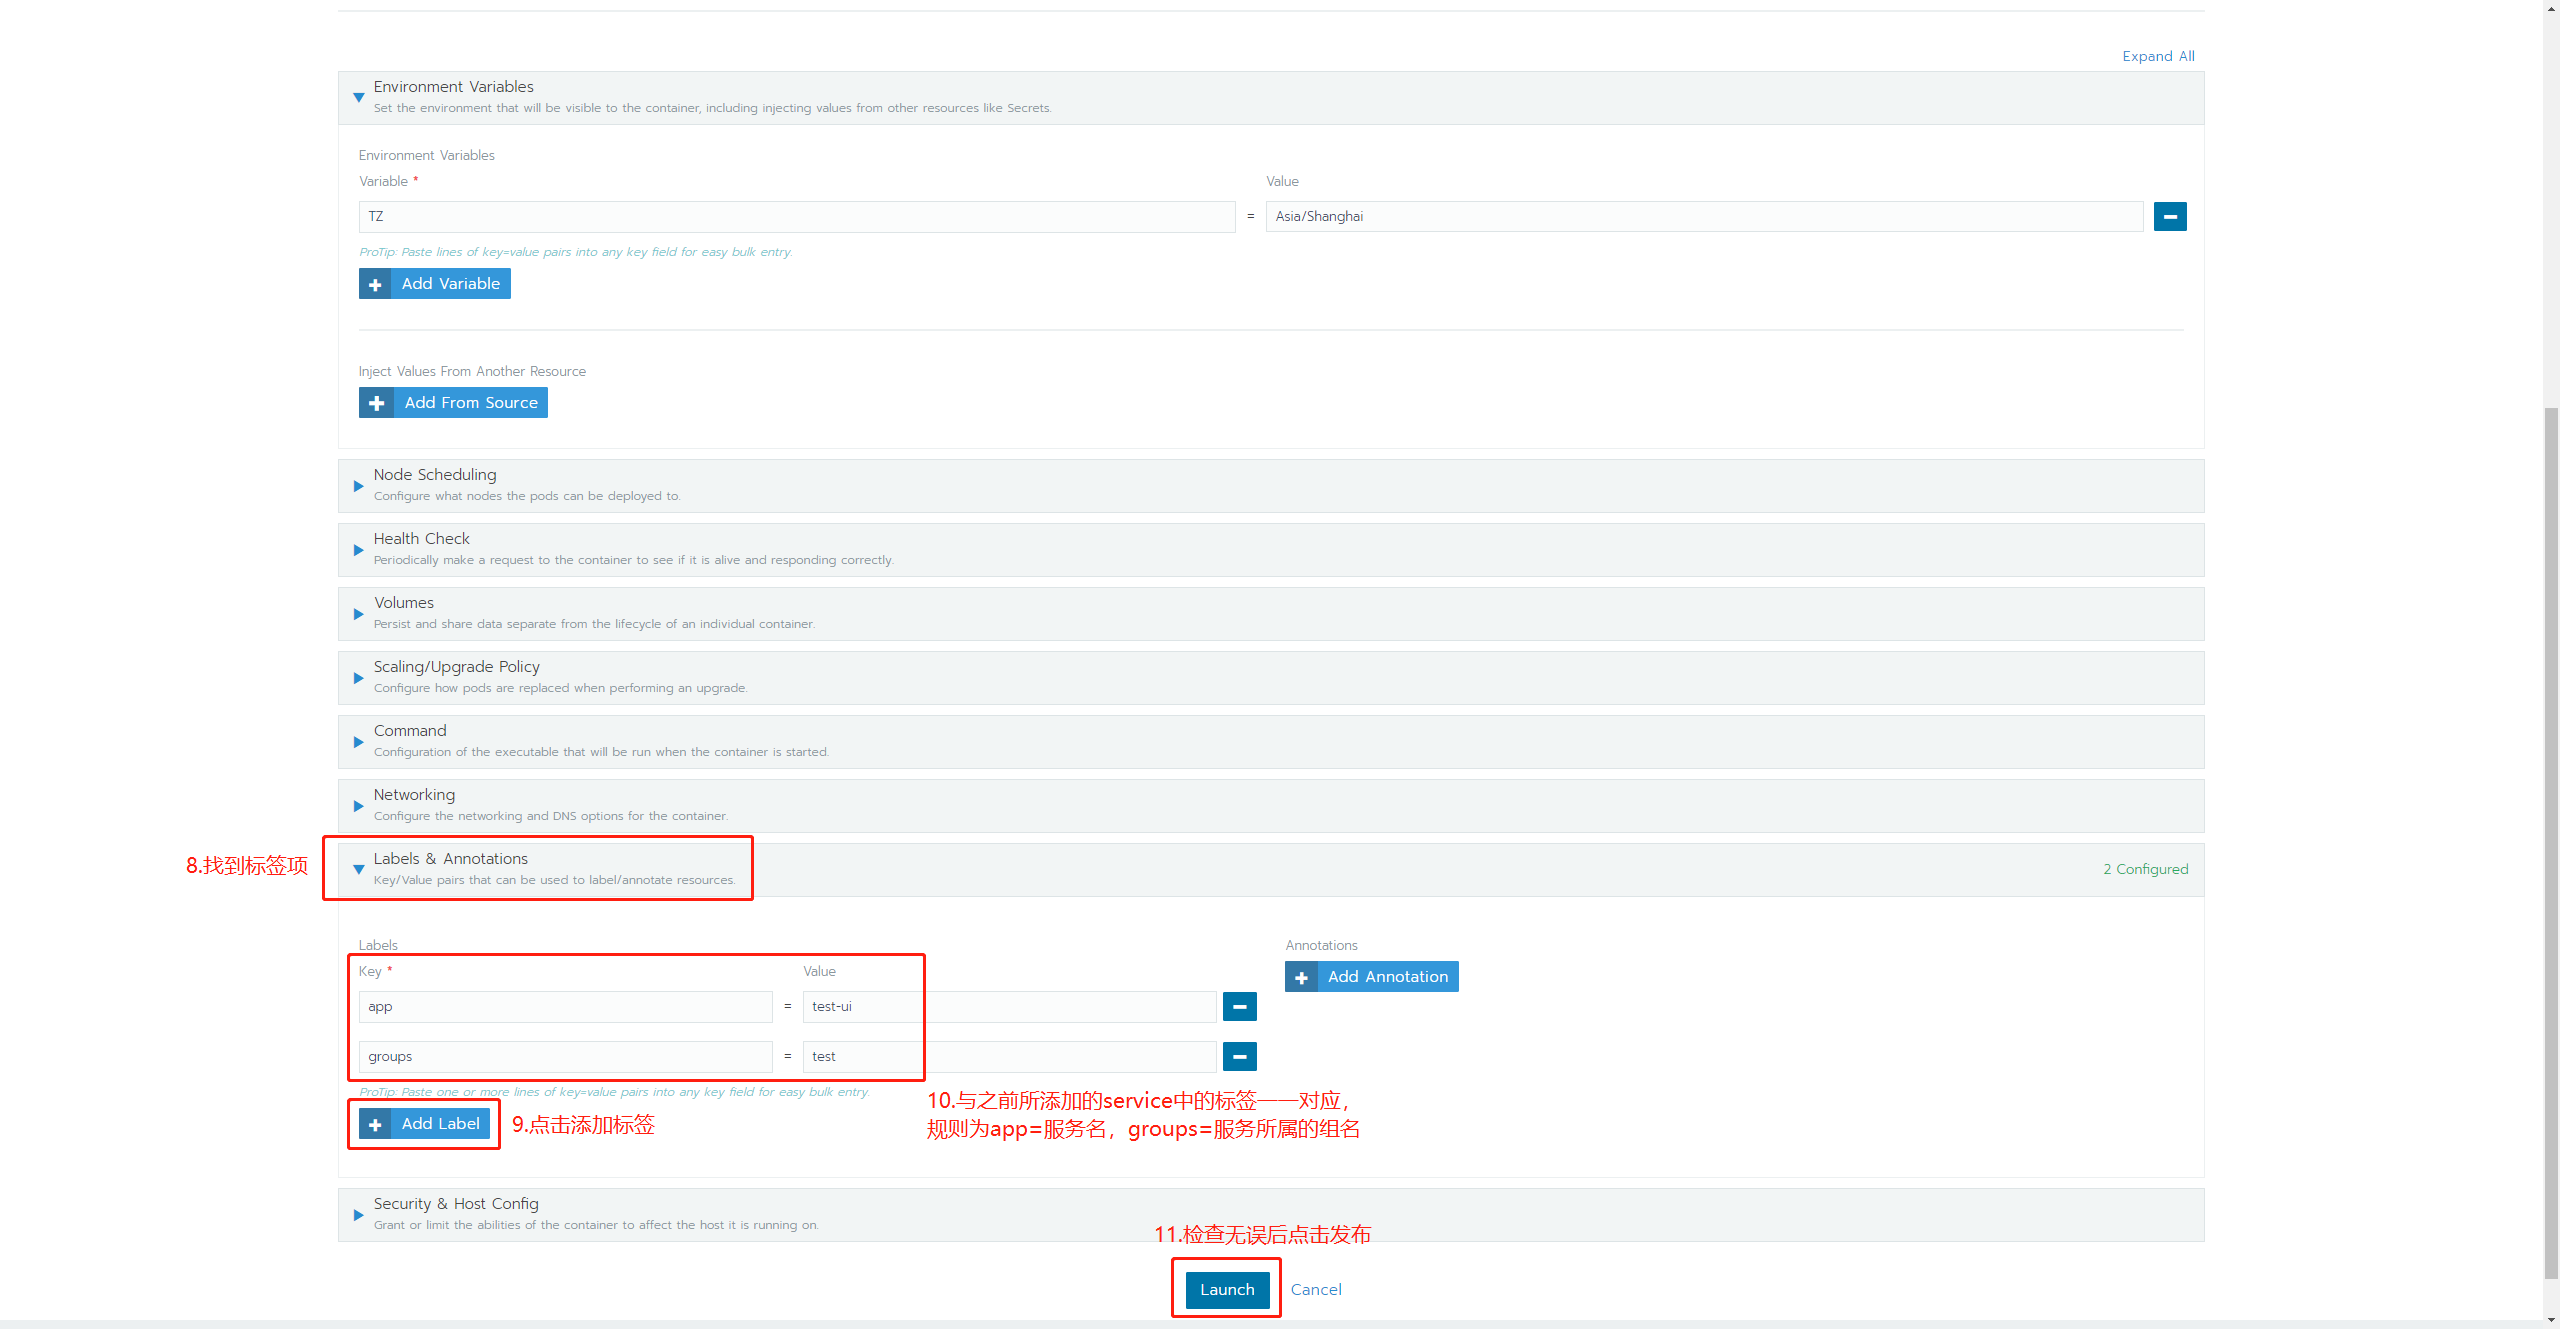 Expand All
Environment Variables
Set the environment that will be visible to the container, including injecting values from other resources like Secrets.
Environment Variables
Variable * Value
TZ = Asia/Shanghai
ProTip: Paste lines of key=value pairs into any key field for easy bulk entry.
Add Variable
Inject Values From Another Resource
Add From Source
Node Scheduling
Configure what nodes the pods can be deployed to.
Health Check
Periodically make a request to the container to see if it is alive and responding correctly.
Volumes
Persist and share data separate from the lifecycle of an individual container.
Scaling/Upgrade Policy
Configure how pods are replaced when performing an upgrade.
Command
Configuration of the executable that will be run when the container is started.
Networking
Configure the networking and DNS options for the container.
8.找到标签项
Labels & Annotations
Key/Value pairs that can be used to label/annotate resources.
2 Configured
Labels
Key * Value
app = test-ui
groups = test
ProTip: Paste one or more lines of key=value pairs into any key field for easy bulk entry.
Add Label
9.点击添加标签
Annotations
Add Annotation
10.与之前所添加的service中的标签一一对应，
规则为app=服务名，groups=服务所属的组名
Security & Host Config
Grant or limit the abilities of the container to affect the host it is running on.
11.检查无误后点击发布
Launch Cancel